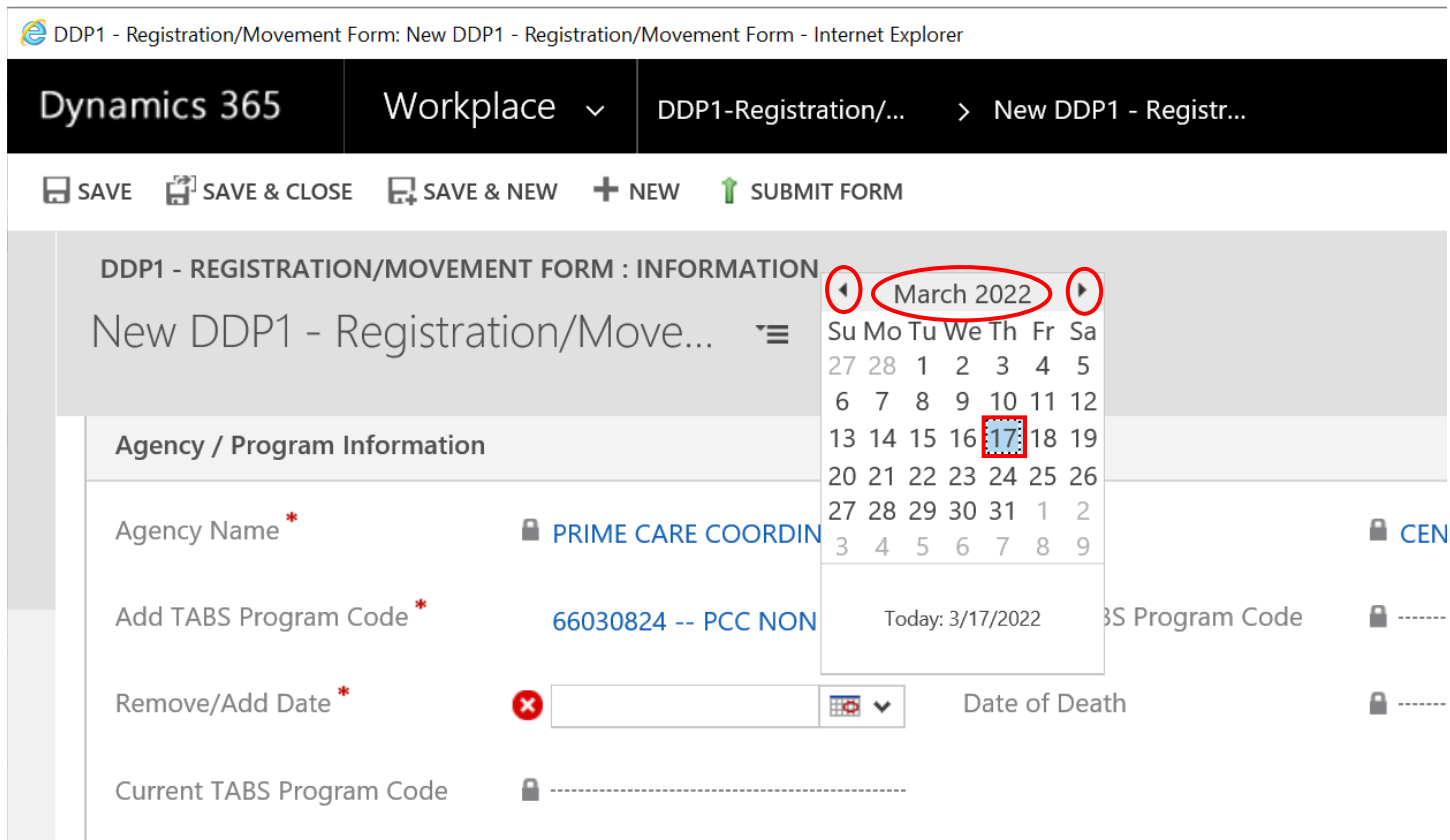 DDP1 - Registration/Movement Form: New DDP1 - Registration/Movement Form - Internet Explorer
Dynamics 365 Workplace DDP1-Registration/... > New DDP1 - Registr...
SAVE SAVE & CLOSE SAVE & NEW NEW SUBMIT FORM
DDP1 - REGISTRATION/MOVEMENT FORM : INFORMATION
New DDP1 - Registration/Move...
March 2022
Su Mo Tu We Th Fr Sa
27 28 1 2 3 4 5
6 7 8 9 10 11 12
13 14 15 16 17 18 19
20 21 22 23 24 25 26
27 28 29 30 31 1 2
3 4 5 6 7 8 9
Today: 3/17/2022
Agency / Program Information
Agency Name * PRIME CARE COORDIN CEN
Add TABS Program Code * 66030824 -- PCC NON BS Program Code --------
Remove/Add Date * Date of Death --------
Current TABS Program Code --------------------------------------------------